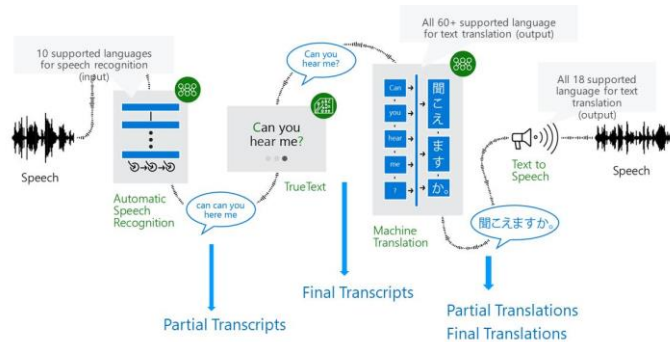 10 supported languages
for speech recognition
(input)
Can you
hear me?
All 60+ supported language
for text translation (output)
All 18 supported
language for text
translation
(output)
Speech
Automatic
Speech
Recognition
can can you
here me
Can you
hear me?
TrueText
Can
you
hear
me
?
聞こえ
ます
か。
Machine
Translation
Text to
Speech
聞こえますか。
Speech
Partial Transcripts
Final Transcripts
Partial Translations
Final Translations